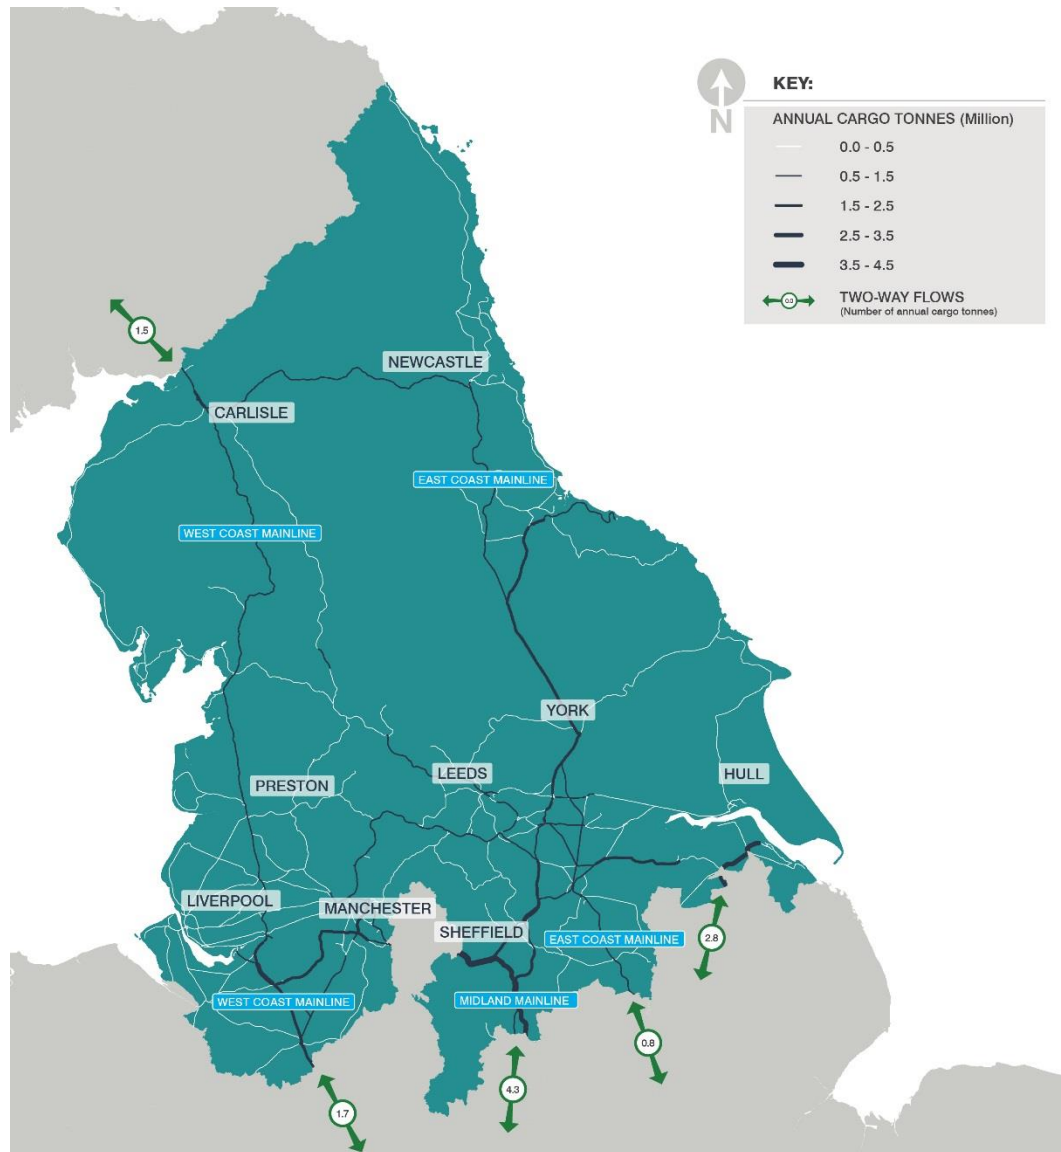 KEY:
N
ANNUAL CARGO TONNES (Million)
0.0 - 0.5
0.5 - 1.5
1.5 - 2.5
2.5 - 3.5
3.5 - 4.5
0.0
TWO-WAY FLOWS
(Number of annual cargo tonnes)
1.5
NEWCASTLE
CARLISLE
EAST COAST MAINLINE
WEST COAST MAINLINE
YORK
LEEDS
HULL
PRESTON
LIVERPOOL
MANCHESTER
SHEFFIELD
EAST COAST MAINLINE
2.8
WEST COAST MAINLINE
MIDLAND MAINLINE
0.8
4.3
1.7